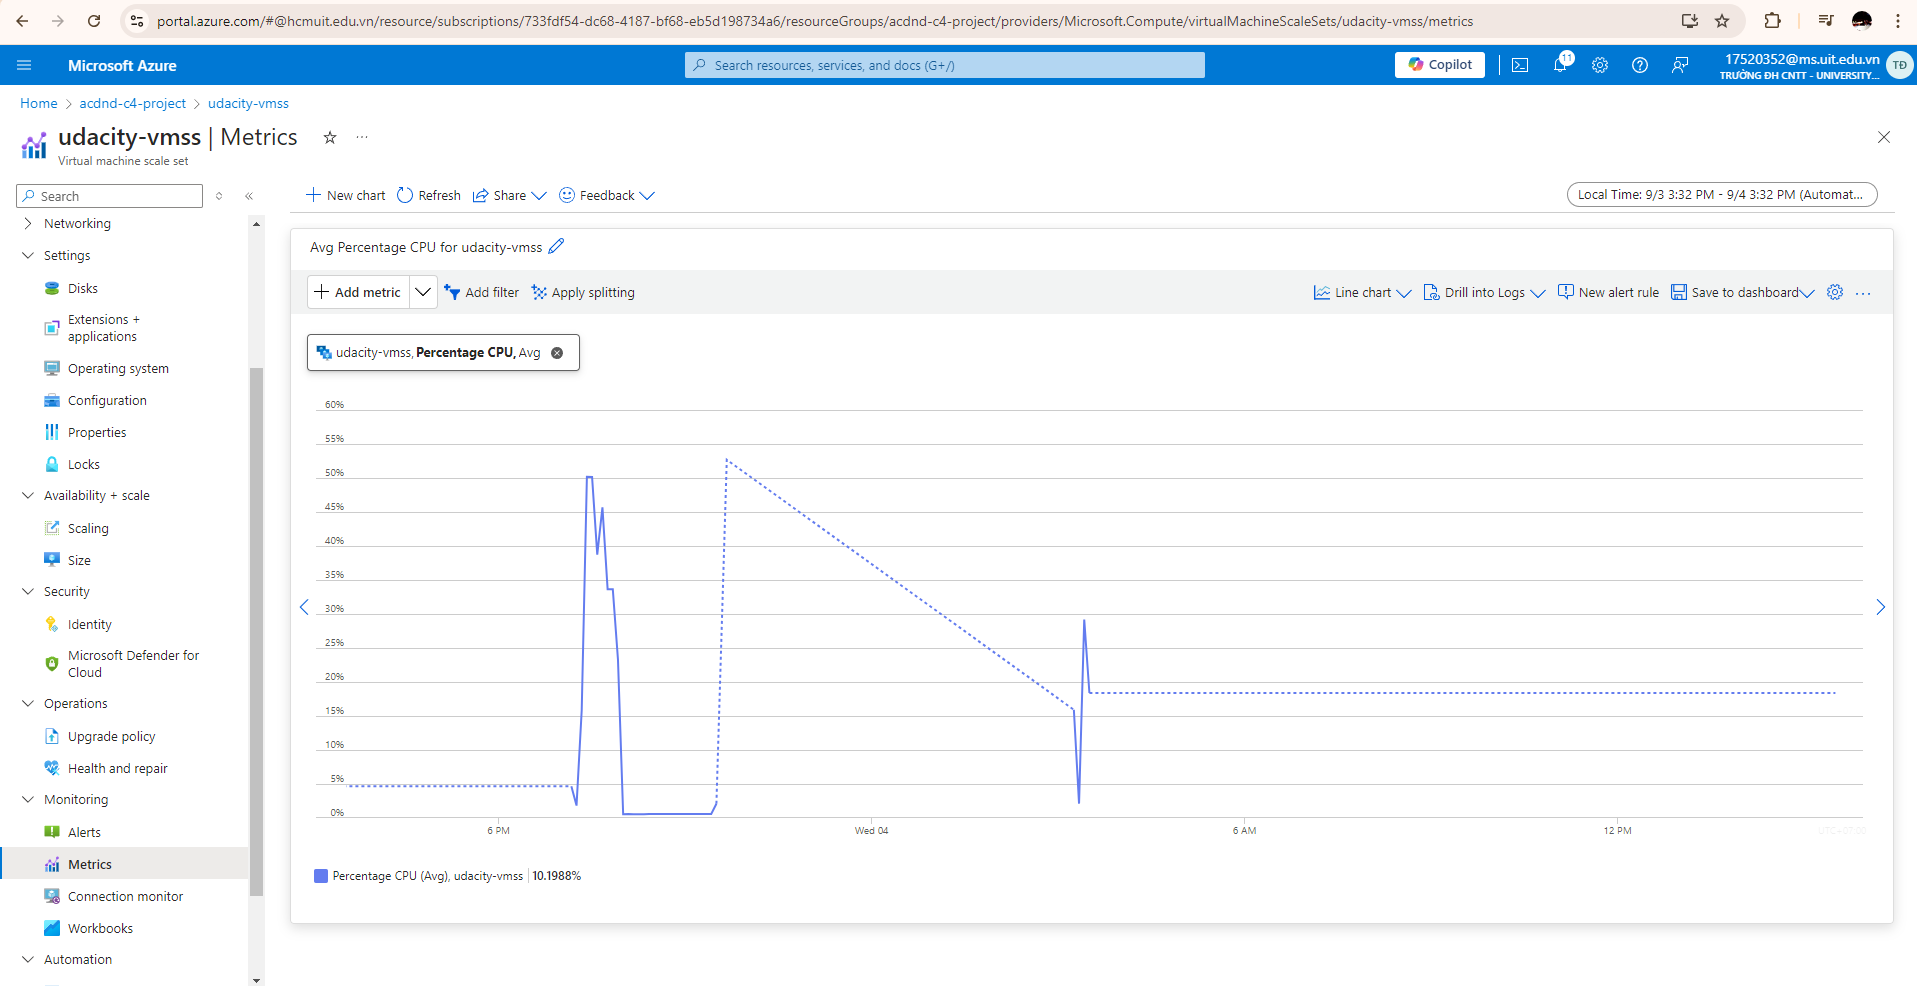 portal.azure.com/#@hcmuit.edu.vn/resource/subscriptions/733fdf54-dc68-4187-bf68-eb5d198734a6/resourceGroups/acdnd-c4-project/providers/Microsoft.Compute/virtualMachineScaleSets/udacity-vmss/metrics
Microsoft Azure
Search resources, services, and docs (G+/)
Copilot
11
17520352@ms.uit.edu.vn
TRƯỜNG ĐH CNTT - UNIVERSITY...
TĐ
Home > acdnd-c4-project > udacity-vmss
udacity-vmss | Metrics
Virtual machine scale set
Search
Networking
Settings
Disks
Extensions +
applications
Operating system
Configuration
Properties
Locks
Availability + scale
Scaling
Size
Security
Identity
Microsoft Defender for
Cloud
Operations
Upgrade policy
Health and repair
Monitoring
Alerts
Metrics
Connection monitor
Workbooks
Automation
New chart Refresh Share Feedback
Local Time: 9/3 3:32 PM - 9/4 3:32 PM (Automat...
Avg Percentage CPU for udacity-vmss
Add metric Add filter Apply splitting
Line chart Drill into Logs New alert rule Save to dashboard ...
udacity-vmss, Percentage CPU, Avg
60%
55%
50%
45%
40%
35%
30%
25%
20%
15%
10%
5%
0%
6 PM Wed 04 6 AM 12 PM UTC+07:00
Percentage CPU (Avg), udacity-vmss | 10.1988%